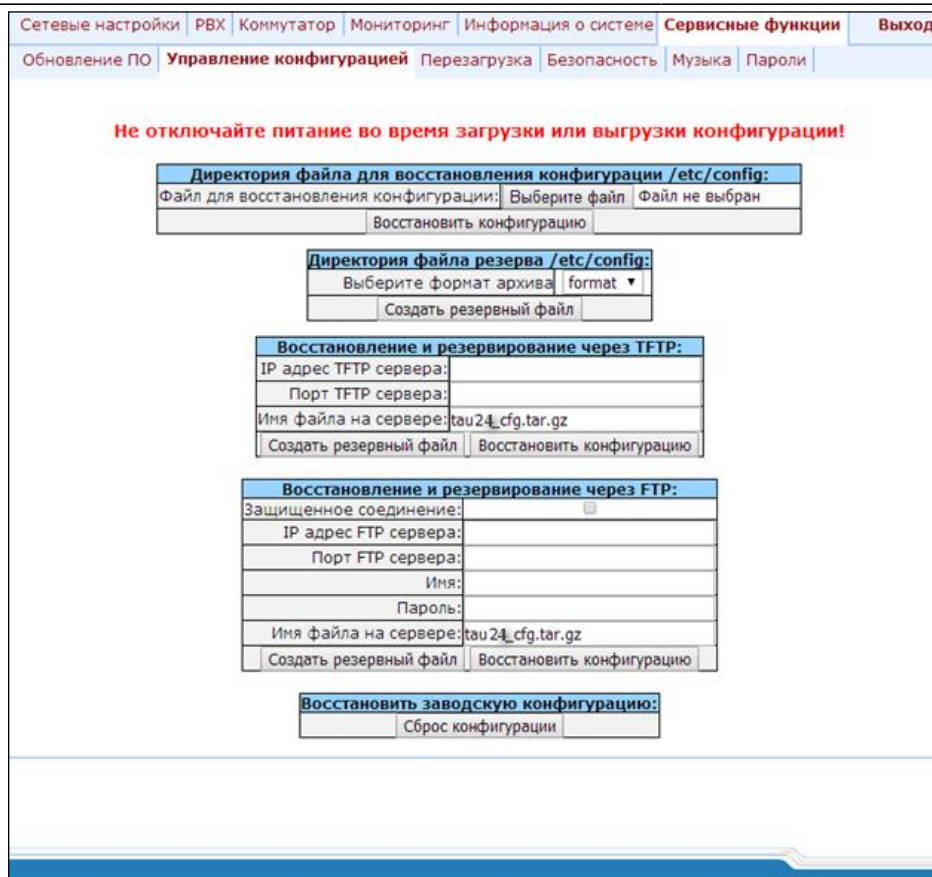 Сетевые настройки PBX Коммутатор Мониторинг Информация о системе Сервисные функции Выход
Обновление ПО Управление конфигурацией Перезагрузка Безопасность Музыка Пароли
Не отключайте питание во время загрузки или выгрузки конфигурации!
Директория файла для восстановления конфигурации /etc/config:
Файл для восстановления конфигурации: Выберите файл Файл не выбран
Восстановить конфигурацию
Директория файла резерва /etc/config:
Выберите формат архива format
Создать резервный файл
Восстановление и резервирование через TFTP:
IP адрес TFTP сервера:
Порт TFTP сервера:
Имя файла на сервере: tau24_cfg.tar.gz
Создать резервный файл Восстановить конфигурацию
Восстановление и резервирование через FTP:
Защищенное соединение:
IP адрес FTP сервера:
Порт FTP сервера:
Имя:
Пароль:
Имя файла на сервере: tau24_cfg.tar.gz
Создать резервный файл Восстановить конфигурацию
Восстановить заводскую конфигурацию:
Сброс конфигурации